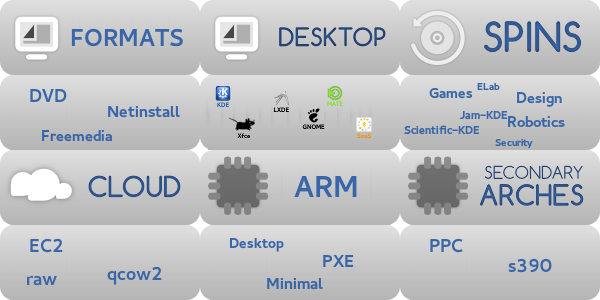 FORMATS
DESKTOP
SPINS
DVD
Netinstall
Freemedia
KDE
LXDE
MATE
Xfce
GNOME
SoaS
Games
ELab
Design
Jam-KDE
Robotics
Scientific-KDE
Security
CLOUD
ARM
SECONDARY
ARCHES
EC2
raw
qcow2
Desktop
PXE
Minimal
PPC
s390